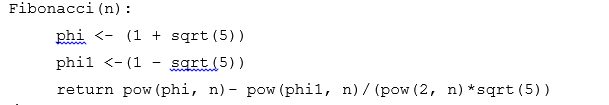 Fibonacci(n):
phi <- (1 + sqrt(5))
phi1 <-(1 - sqrt(5))
return pow(phi, n)- pow(phi1, n)/(pow(2, n)*sqrt(5))